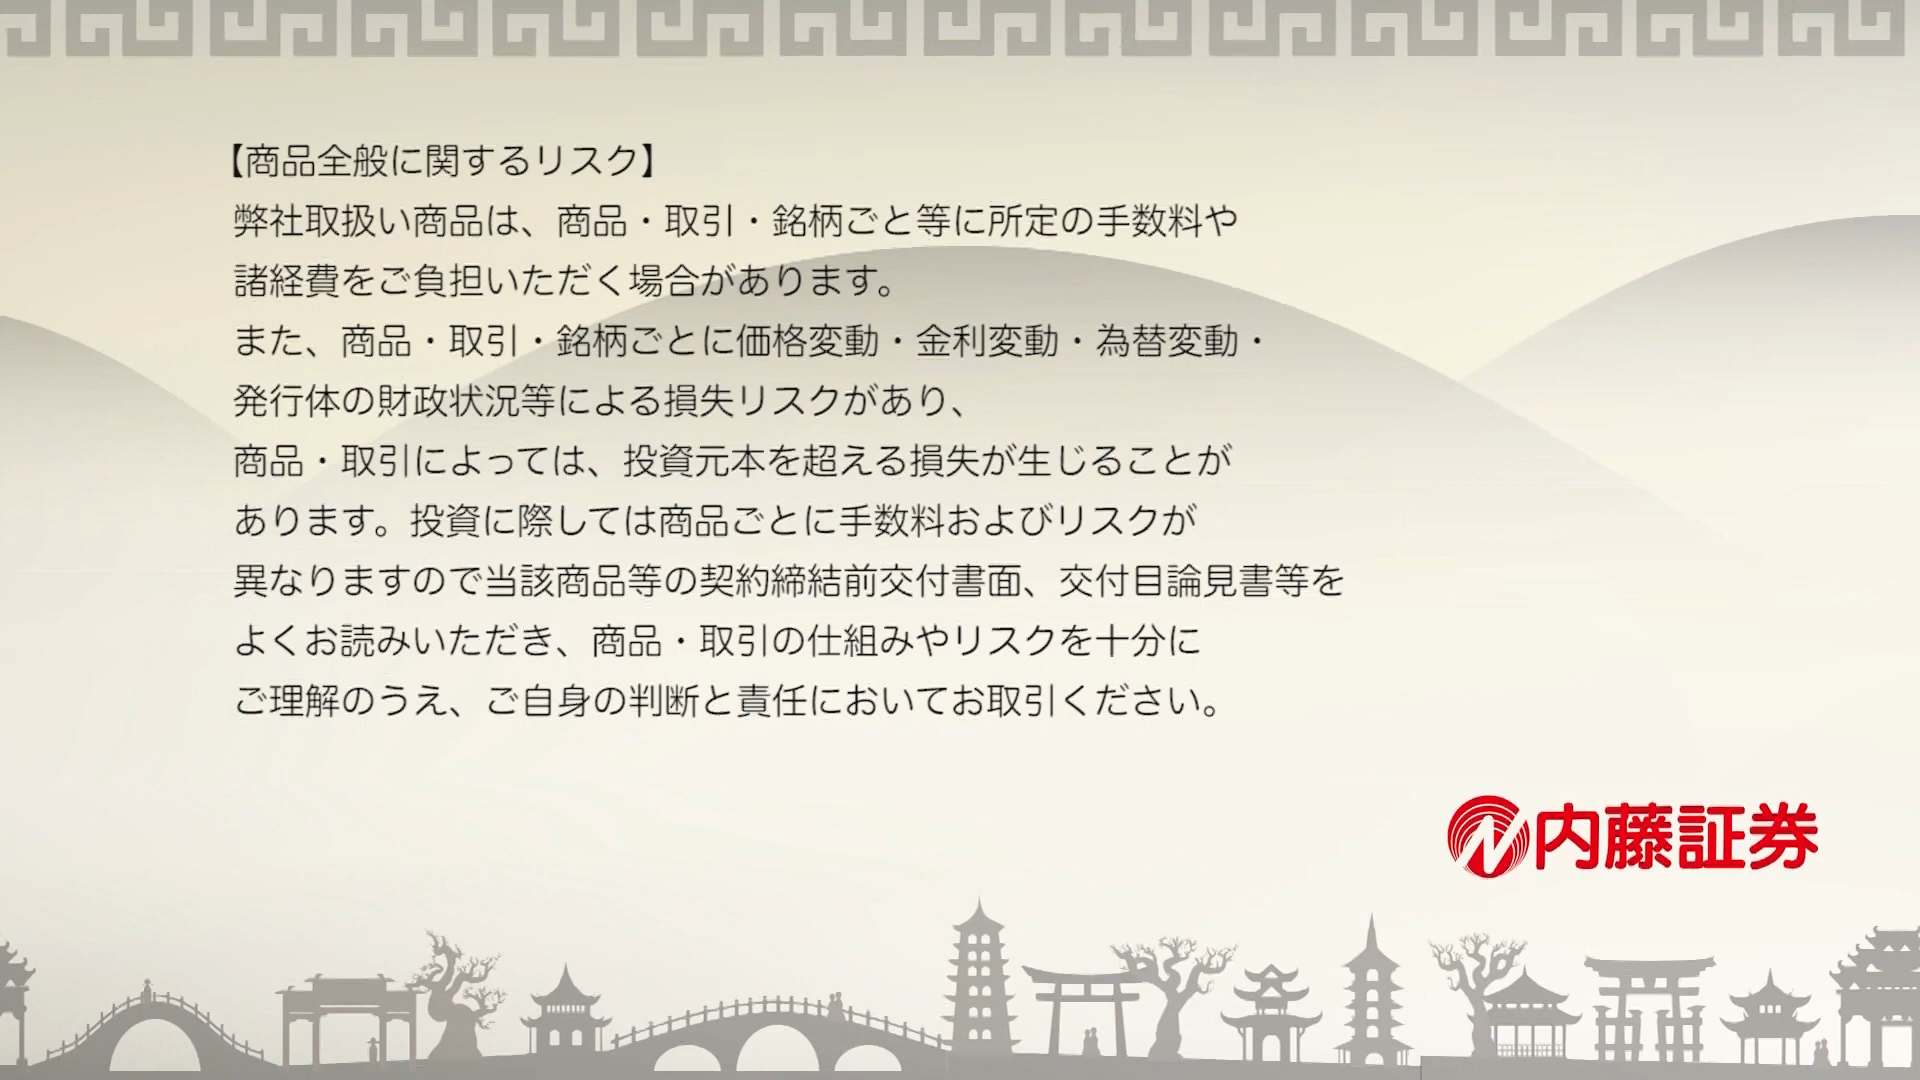 【商品全般に関するリスク】
弊社取扱い商品は、商品・取引・銘柄ごと等に所定の手数料や
諸経費をご負担いただく場合があります。
また、商品・取引・銘柄ごとに価格変動・金利変動・為替変動・
発行体の財政状況等による損失リスクがあり、
商品・取引によっては、投資元本を超える損失が生じることが
あります。投資に際しては商品ごとに手数料およびリスクが
異なりますので当該商品等の契約締結前交付書面、交付目論見書等を
よくお読みいただき、商品・取引の仕組みやリスクを十分に
ご理解のうえ、ご自身の判断と責任においてお取引ください。
内藤証券